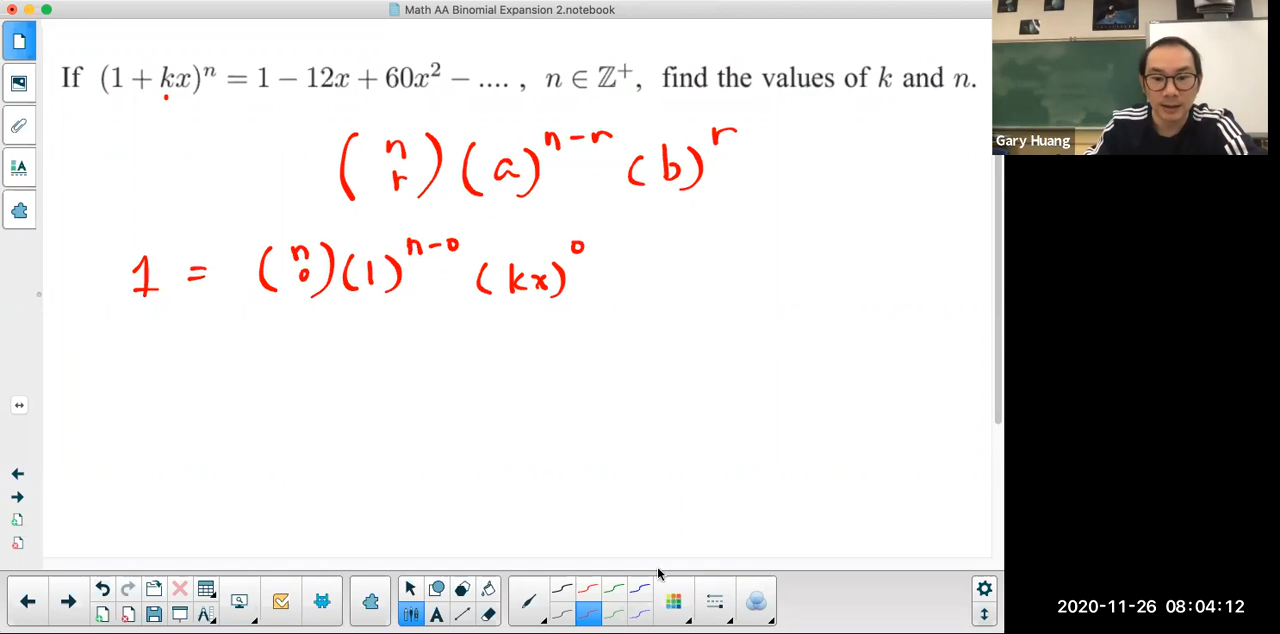 Math AA Binomial Expansion 2.notebook
If (1 + kx)ⁿ = 1 − 12x + 60x² − .... , n ∈ ℤ⁺, find the values of k and n.
(n r) (a)ⁿ⁻ʳ (b)ʳ
Gary Huang
1 = (n 0) (1)ⁿ⁻⁰ (kx)⁰
A
A
2020-11-26 08:04:12